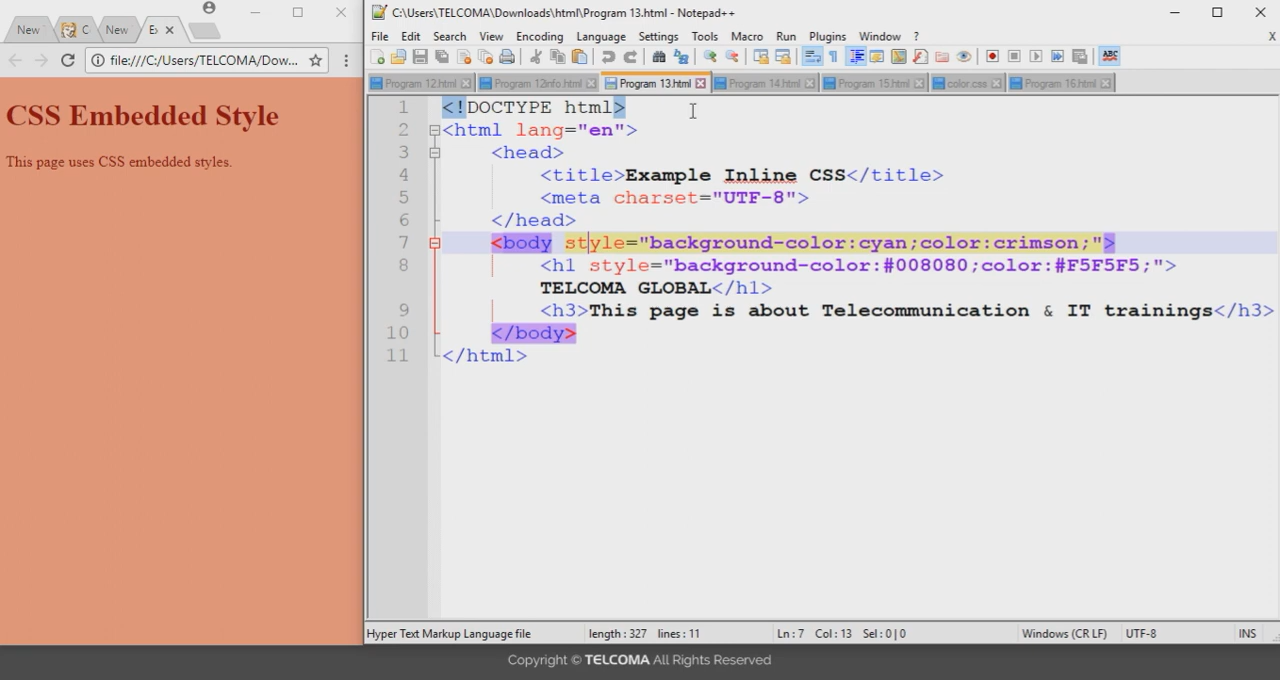 New
C
New
E
file:///C:/Users/TELCOMA/Dow...
CSS Embedded Style
This page uses CSS embedded styles.
C:\Users\TELCOMA\Downloads\html\Program 13.html - Notepad++
File Edit Search View Encoding Language Settings Tools Macro Run Plugins Window ? X
Program 12.html Program 12info.html Program 13.html Program 14.html Program 15.html color.css Program 16.html
1 <!DOCTYPE html>
2 <html lang="en">
3 <head>
4 <title>Example Inline CSS</title>
5 <meta charset="UTF-8">
6 </head>
7 <body style="background-color:cyan;color:crimson;">
8 <h1 style="background-color:#008080;color:#F5F5F5;">
TELCOMA GLOBAL</h1>
9 <h3>This page is about Telecommunication & IT trainings</h3>
10 </body>
11 </html>
Hyper Text Markup Language file length : 327 lines : 11 Ln : 7 Col : 13 Sel : 0 | 0 Windows (CR LF) UTF-8 INS
Copyright © TELCOMA All Rights Reserved